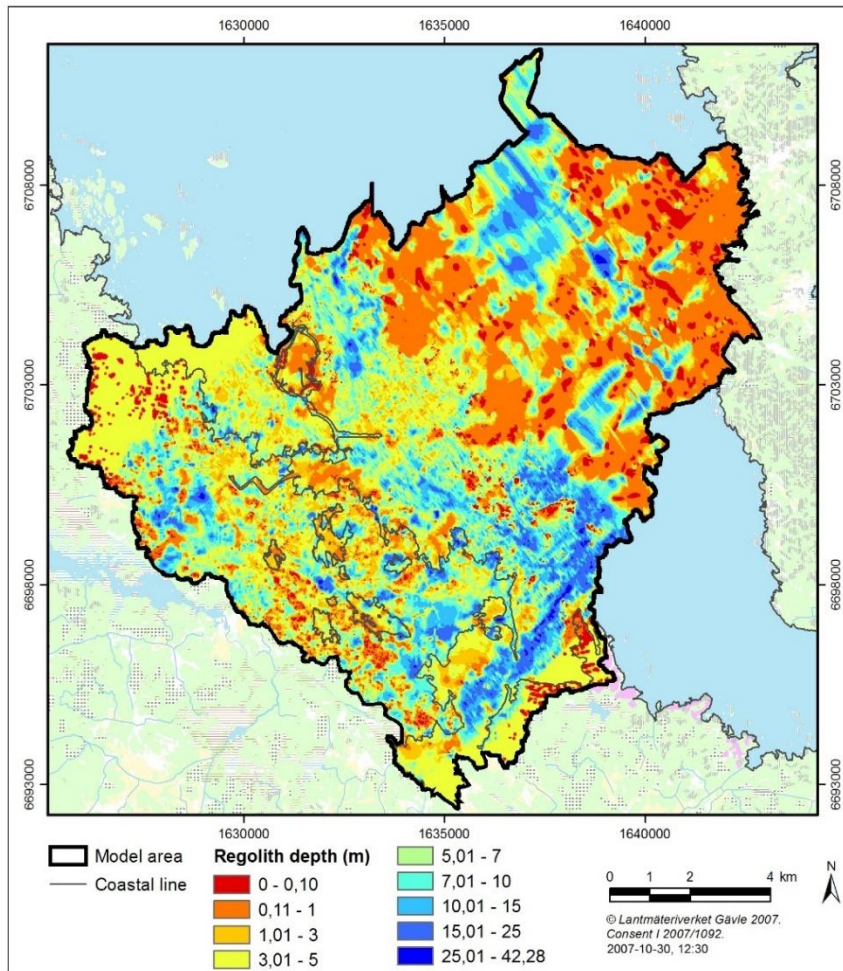 1630000
1635000
1640000
6708000
6708000
6703000
6703000
6698000
6698000
6693000
6693000
1630000
1635000
1640000
Model area
Coastal line
Regolith depth (m)
0 - 0,10
0,11 - 1
1,01 - 3
3,01 - 5
5,01 - 7
7,01 - 10
10,01 - 15
15,01 - 25
25,01 - 42,28
0 1 2 4 km
N
© Lantmäteriverket Gävle 2007.
Consent I 2007/1092.
2007-10-30, 12:30